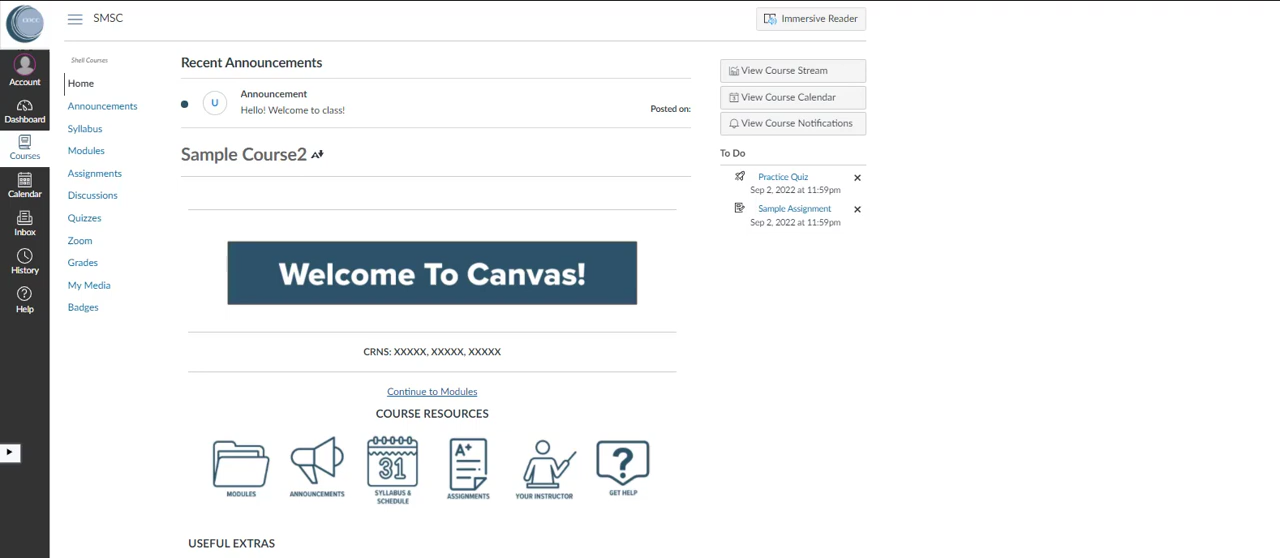 COCC
SMSC
Immersive Reader
Account
Dashboard
Courses
Calendar
Inbox
History
Help
Shell Courses
Home
Announcements
Syllabus
Modules
Assignments
Discussions
Quizzes
Zoom
Grades
My Media
Badges
Recent Announcements
U
Announcement
Hello! Welcome to class!
Posted on:
Sample Course2
Welcome To Canvas!
CRNS: XXXXX, XXXXX, XXXXX
Continue to Modules
COURSE RESOURCES
31
A+
?
MODULES
ANNOUNCEMENTS
SYLLABUS &
SCHEDULE
ASSIGNMENTS
YOUR INSTRUCTOR
GET HELP
USEFUL EXTRAS
View Course Stream
View Course Calendar
View Course Notifications
To Do
Practice Quiz
Sep 2, 2022 at 11:59pm
Sample Assignment
Sep 2, 2022 at 11:59pm